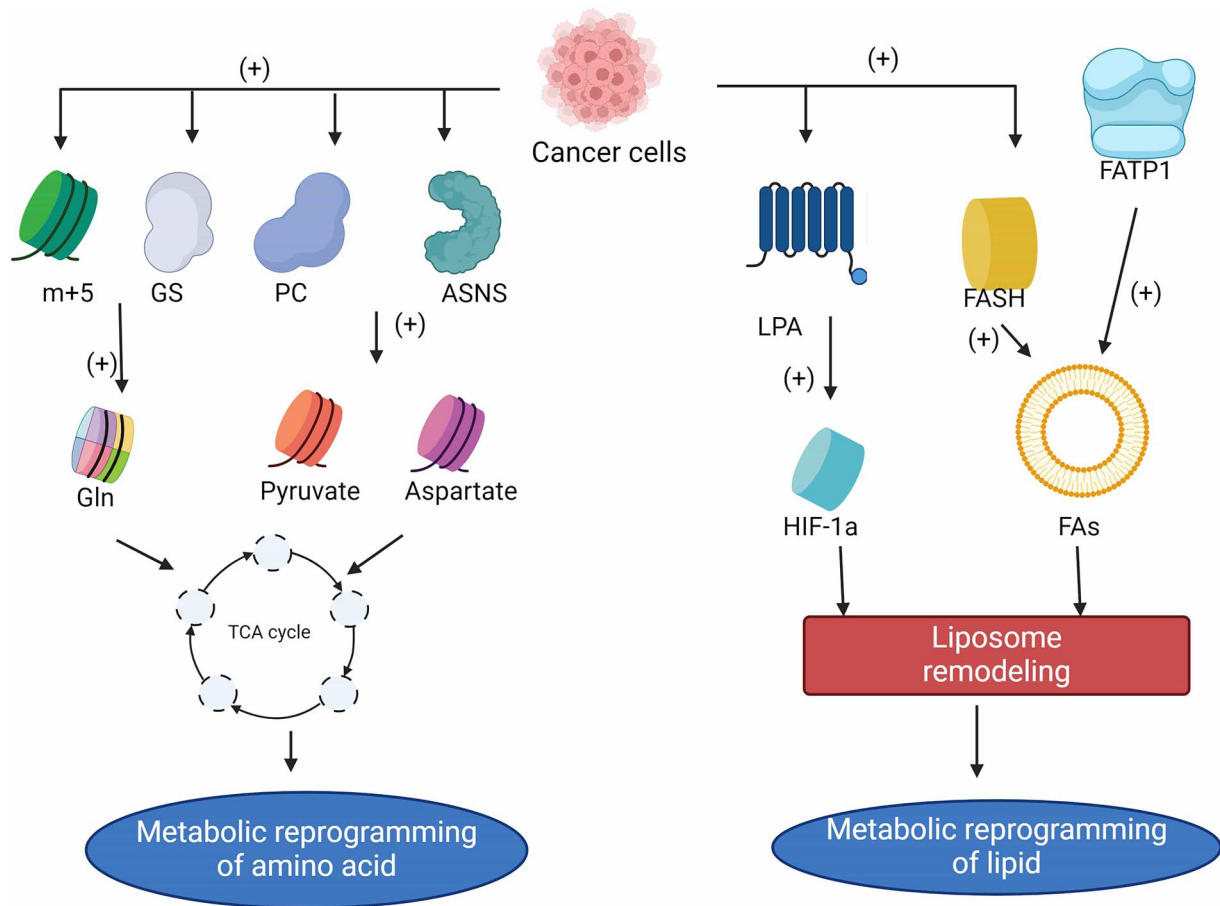 (+)
(+)
Cancer cells
FATP1
m+5
GS
PC
ASNS
LPA
FASH
(+)
(+)
(+)
(+)
(+)
Gln
Pyruvate
Aspartate
HIF-1a
FAs
TCA cycle
Liposome
remodeling
Metabolic reprogramming
of amino acid
Metabolic reprogramming
of lipid